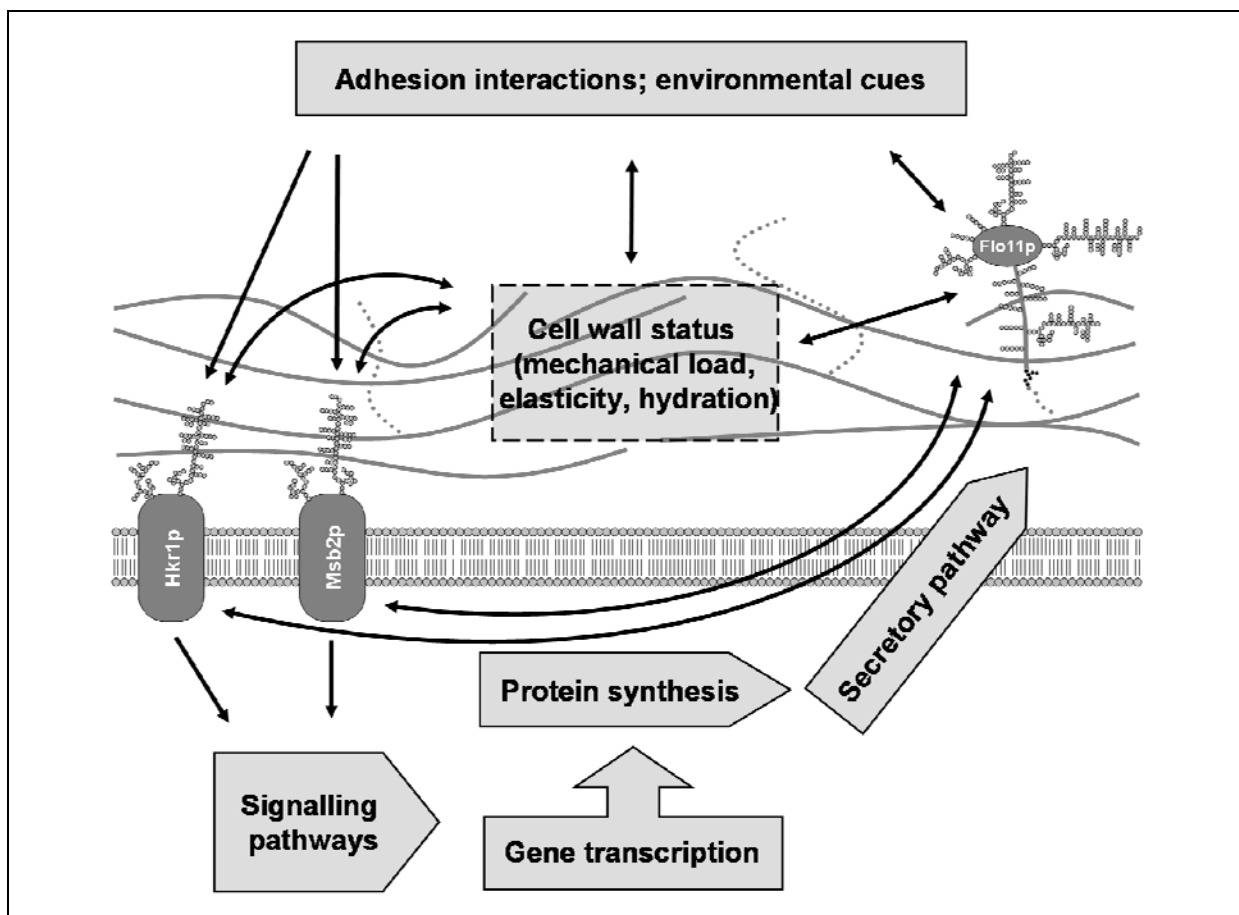 Adhesion interactions; environmental cues
Flo11p
Cell wall status
(mechanical load,
elasticity, hydration)
Hkr1p
Msb2p
Secretory pathway
Protein synthesis
Signalling
pathways
Gene transcription